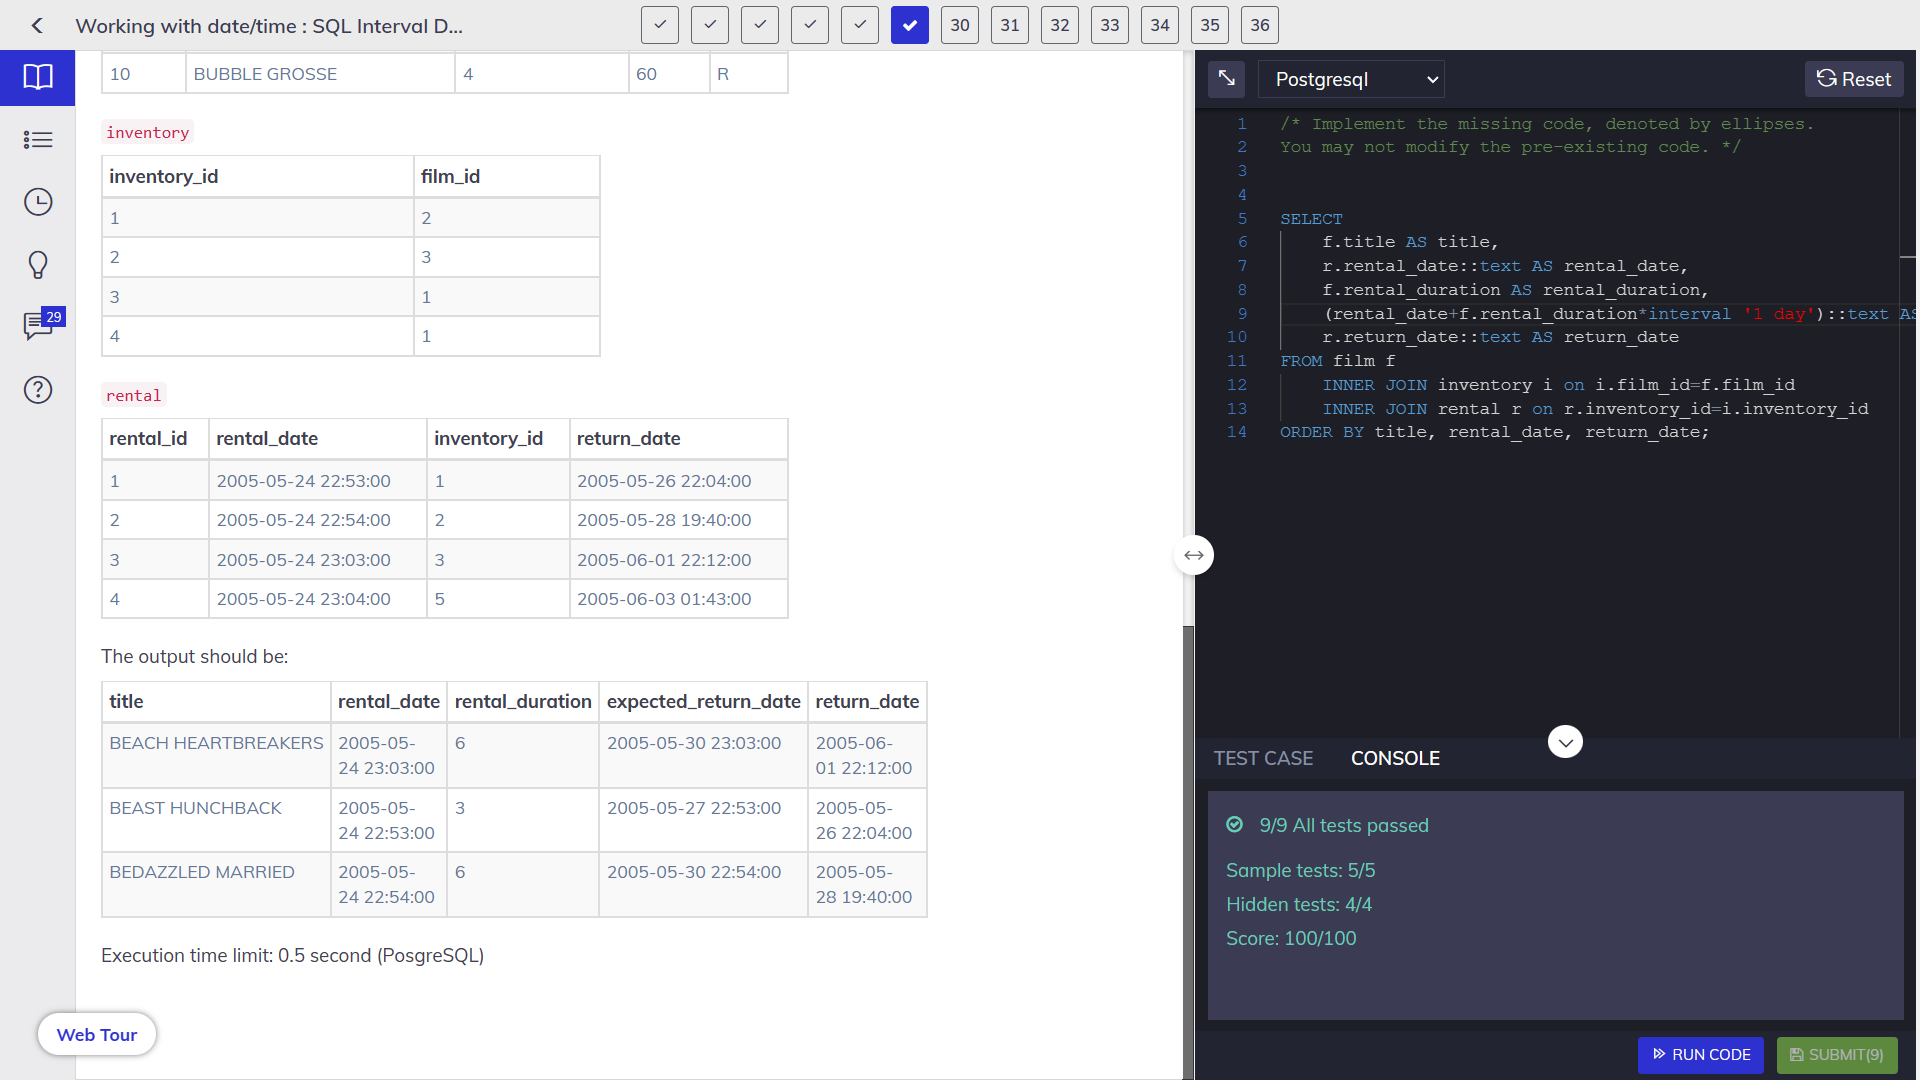 Working with date/time : SQL Interval D...
30 31 32 33 34 35 36
29
10 BUBBLE GROSSE 4 60 R
inventory
inventory_id film_id
1 2
2 3
3 1
4 1
rental
rental_id rental_date inventory_id return_date
1 2005-05-24 22:53:00 1 2005-05-26 22:04:00
2 2005-05-24 22:54:00 2 2005-05-28 19:40:00
3 2005-05-24 23:03:00 3 2005-06-01 22:12:00
4 2005-05-24 23:04:00 5 2005-06-03 01:43:00
The output should be:
title rental_date rental_duration expected_return_date return_date
BEACH HEARTBREAKERS 2005-05- 6 2005-05-30 23:03:00 2005-06-
24 23:03:00 01 22:12:00
BEAST HUNCHBACK 2005-05- 3 2005-05-27 22:53:00 2005-05-
24 22:53:00 26 22:04:00
BEDAZZLED MARRIED 2005-05- 6 2005-05-30 22:54:00 2005-05-
24 22:54:00 28 19:40:00
Execution time limit: 0.5 second (PosgreSQL)
Web Tour
Postgresql Reset
1 /* Implement the missing code, denoted by ellipses.
2 You may not modify the pre-existing code. */
3
4
5 SELECT
6 f.title AS title,
7 r.rental_date::text AS rental_date,
8 f.rental_duration AS rental_duration,
9 (rental_date+f.rental_duration*interval '1 day')::text AS
10 r.return_date::text AS return_date
11 FROM film f
12 INNER JOIN inventory i on i.film_id=f.film_id
13 INNER JOIN rental r on r.inventory_id=i.inventory_id
14 ORDER BY title, rental_date, return_date;
TEST CASE CONSOLE
9/9 All tests passed
Sample tests: 5/5
Hidden tests: 4/4
Score: 100/100
RUN CODE SUBMIT(9)